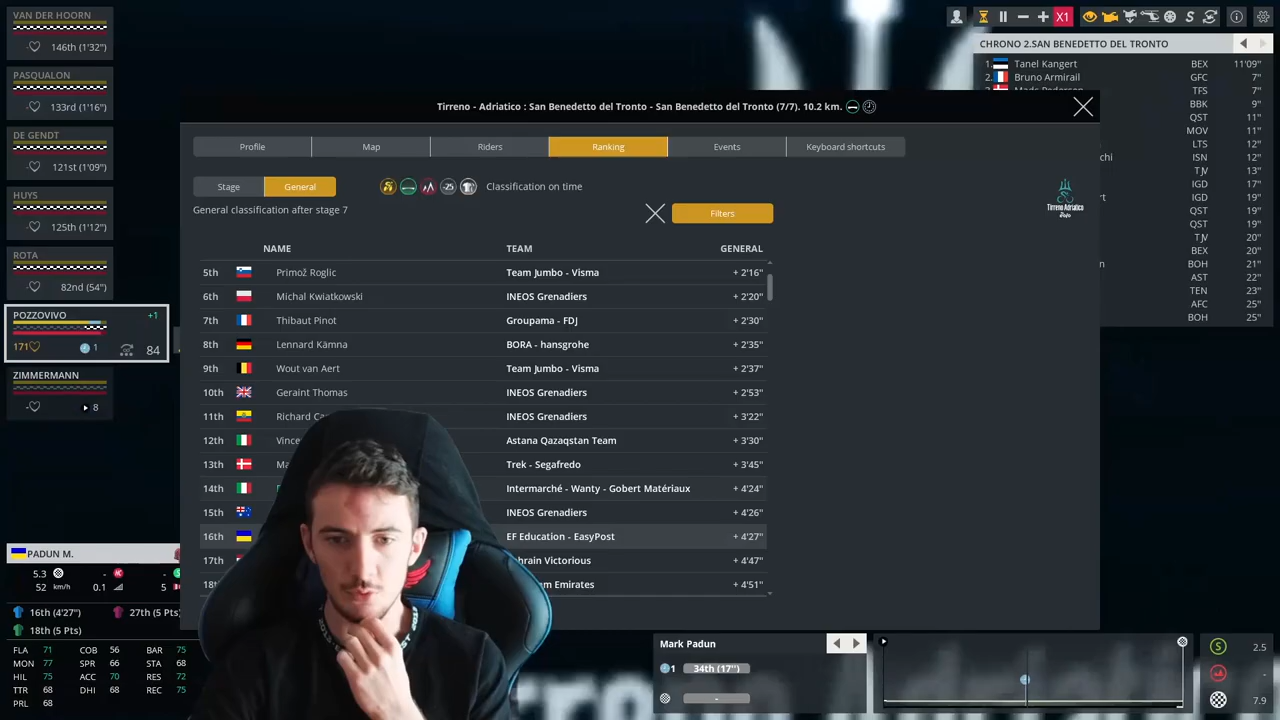 VAN DER HOORN
146th (1'32'')
PASQUALON
133rd (1'16'')
DE GENDT
121st (1'09'')
HUYS
125th (1'12'')
ROTA
82nd (54'')
POZZOVIVO +1
171 1 84
ZIMMERMANN
- 8
X1
CHRONO 2.SAN BENEDETTO DEL TRONTO
1. Tanel Kangert BEX 11'09''
2. Bruno Armirail GFC 7''
TFS 7''
BBK 9''
QST 11''
MOV 11''
LTS 12''
ISN 12''
TJV 13''
IGD 17''
IGD 19''
QST 19''
QST 19''
TJV 20''
BEX 20''
BOH 21''
AST 22''
TEN 23''
AFC 25''
BOH 25''
Tirreno - Adriatico : San Benedetto del Tronto - San Benedetto del Tronto (7/7). 10.2 km.
Profile Map Riders Ranking Events Keyboard shortcuts
Stage General -25 Classification on time
General classification after stage 7
Filters
Tirreno Adriatico
NAME TEAM GENERAL
5th Primož Roglic Team Jumbo - Visma + 2'16''
6th Michal Kwiatkowski INEOS Grenadiers + 2'20''
7th Thibaut Pinot Groupama - FDJ + 2'30''
8th Lennard Kämna BORA - hansgrohe + 2'35''
9th Wout van Aert Team Jumbo - Visma + 2'37''
10th Geraint Thomas INEOS Grenadiers + 2'53''
11th Richard INEOS Grenadiers + 3'22''
12th Astana Qazaqstan Team + 3'30''
13th Trek - Segafredo + 3'45''
14th Intermarché - Wanty - Gobert Matériaux + 4'24''
15th INEOS Grenadiers + 4'26''
16th EF Education - EasyPost + 4'27''
17th Victorious + 4'47''
Emirates + 4'51''
PADUN M.
5.3 - -
52 km/h 0.1 5
16th (4'27'') 27th (5 Pts)
18th (5 Pts)
FLA 71 COB 56 BAR 75
MON 77 SPR 66 STA 68
HIL 75 ACC 70 RES 72
TTR 68 DHI 68 REC 75
PRL 68
Mark Padun
1 34th (17'')
-
S 2.5
-
7.9